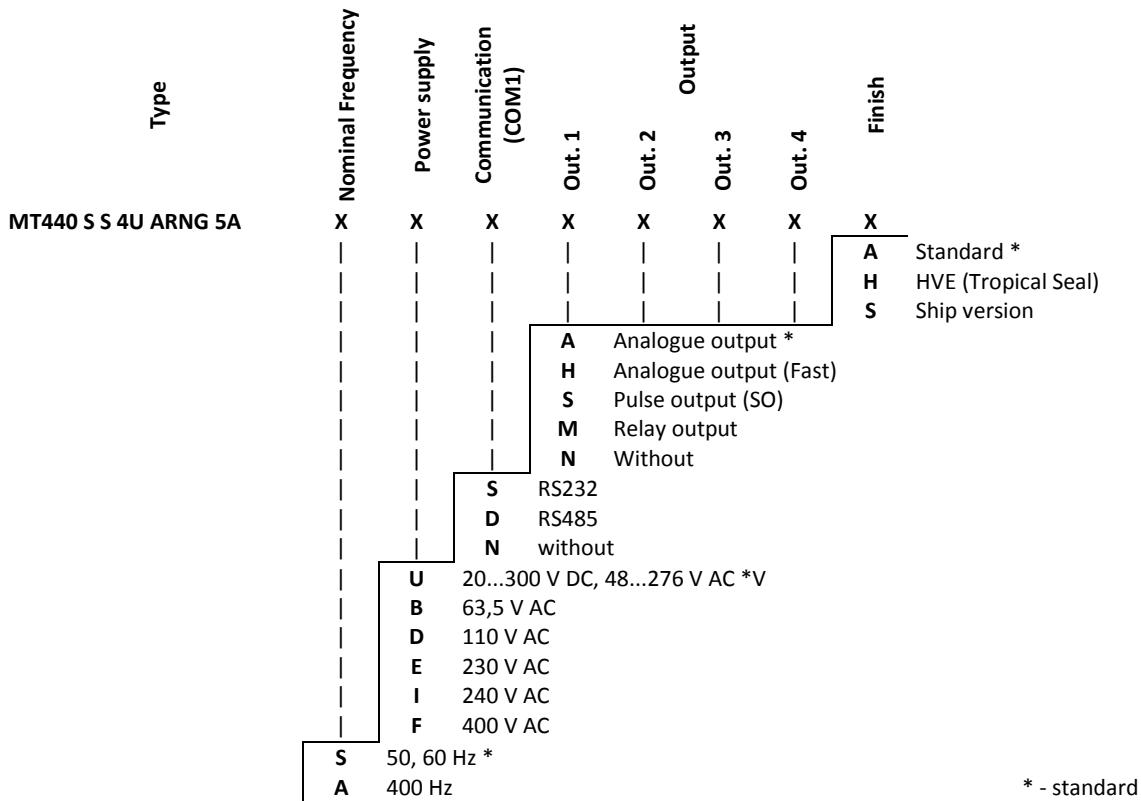 Type
Nominal Frequency
Power supply
Communication
(COM1)
Output
Out. 1
Out. 2
Out. 3
Out. 4
Finish
MT440 S S 4U ARNG 5A X X X X X X X X
A Standard *
H HVE (Tropical Seal)
S Ship version
A Analogue output *
H Analogue output (Fast)
S Pulse output (SO)
M Relay output
N Without
S RS232
D RS485
N without
U 20...300 V DC, 48...276 V AC *V
B 63,5 V AC
D 110 V AC
E 230 V AC
I 240 V AC
F 400 V AC
S 50, 60 Hz *
A 400 Hz
* - standard